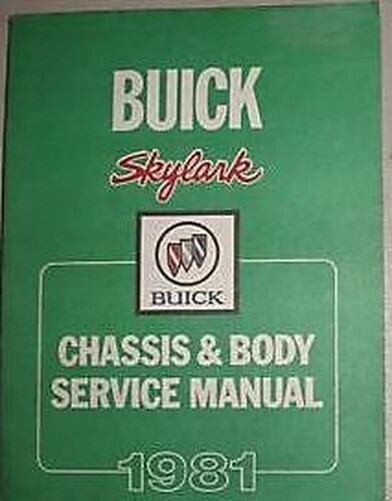 BUICK
Skylark
BUICK
CHASSIS & BODY
SERVICE MANUAL
1981